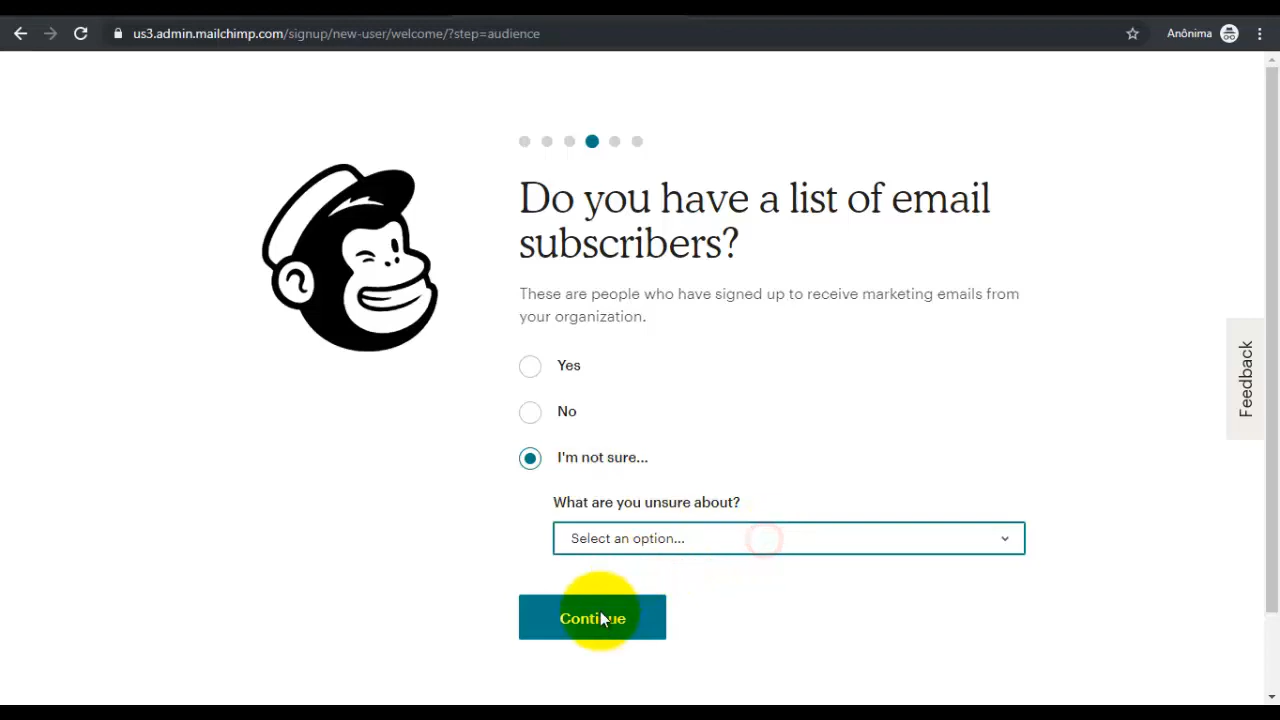 us3.admin.mailchimp.com/signup/new-user/welcome/?step=audience
Anônima
Do you have a list of email
subscribers?
These are people who have signed up to receive marketing emails from
your organization.
Yes
No
I'm not sure...
What are you unsure about?
Select an option...
Continue
Feedback